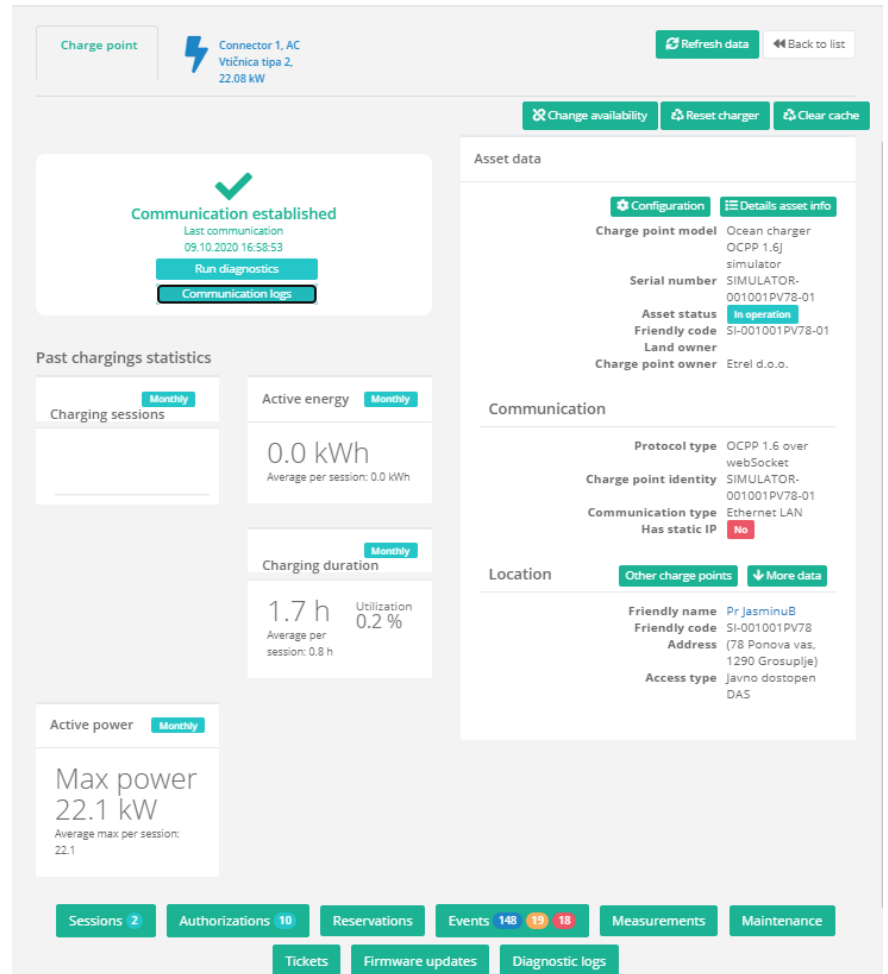 Charge point
Connector 1, AC
Vtičnica tipa 2,
22.08 kW
Refresh data
Back to list
Change availability
Reset charger
Clear cache
Communication established
Last communication
09.10.2020 16:58:53
Run diagnostics
Communication logs
Past chargings statistics
Monthly
Charging sessions
Active energy Monthly
0.0 kWh
Average per session: 0.0 kWh
Monthly
Charging duration
1.7 h
Average per
session: 0.8 h
Utilization
0.2 %
Active power Monthly
Max power
22.1 kW
Average max per session:
22.1
Asset data
Configuration
Details asset info
Charge point model Ocean charger
OCPP 1.6J
simulator
Serial number SIMULATOR-
001001PV78-01
Asset status In operation
Friendly code SI-001001PV78-01
Land owner
Charge point owner Etrel d.o.o.
Communication
Protocol type OCPP 1.6 over
webSocket
Charge point identity SIMULATOR-
001001PV78-01
Communication type Ethernet LAN
Has static IP No
Location
Other charge points
More data
Friendly name Pr JasminuB
Friendly code SI-001001PV78
Address (78 Ponova vas,
1290 Grosuplje)
Access type Javno dostopen
DAS
Sessions 2
Authorizations 10
Reservations
Events 148 19 18
Measurements
Maintenance
Tickets
Firmware updates
Diagnostic logs